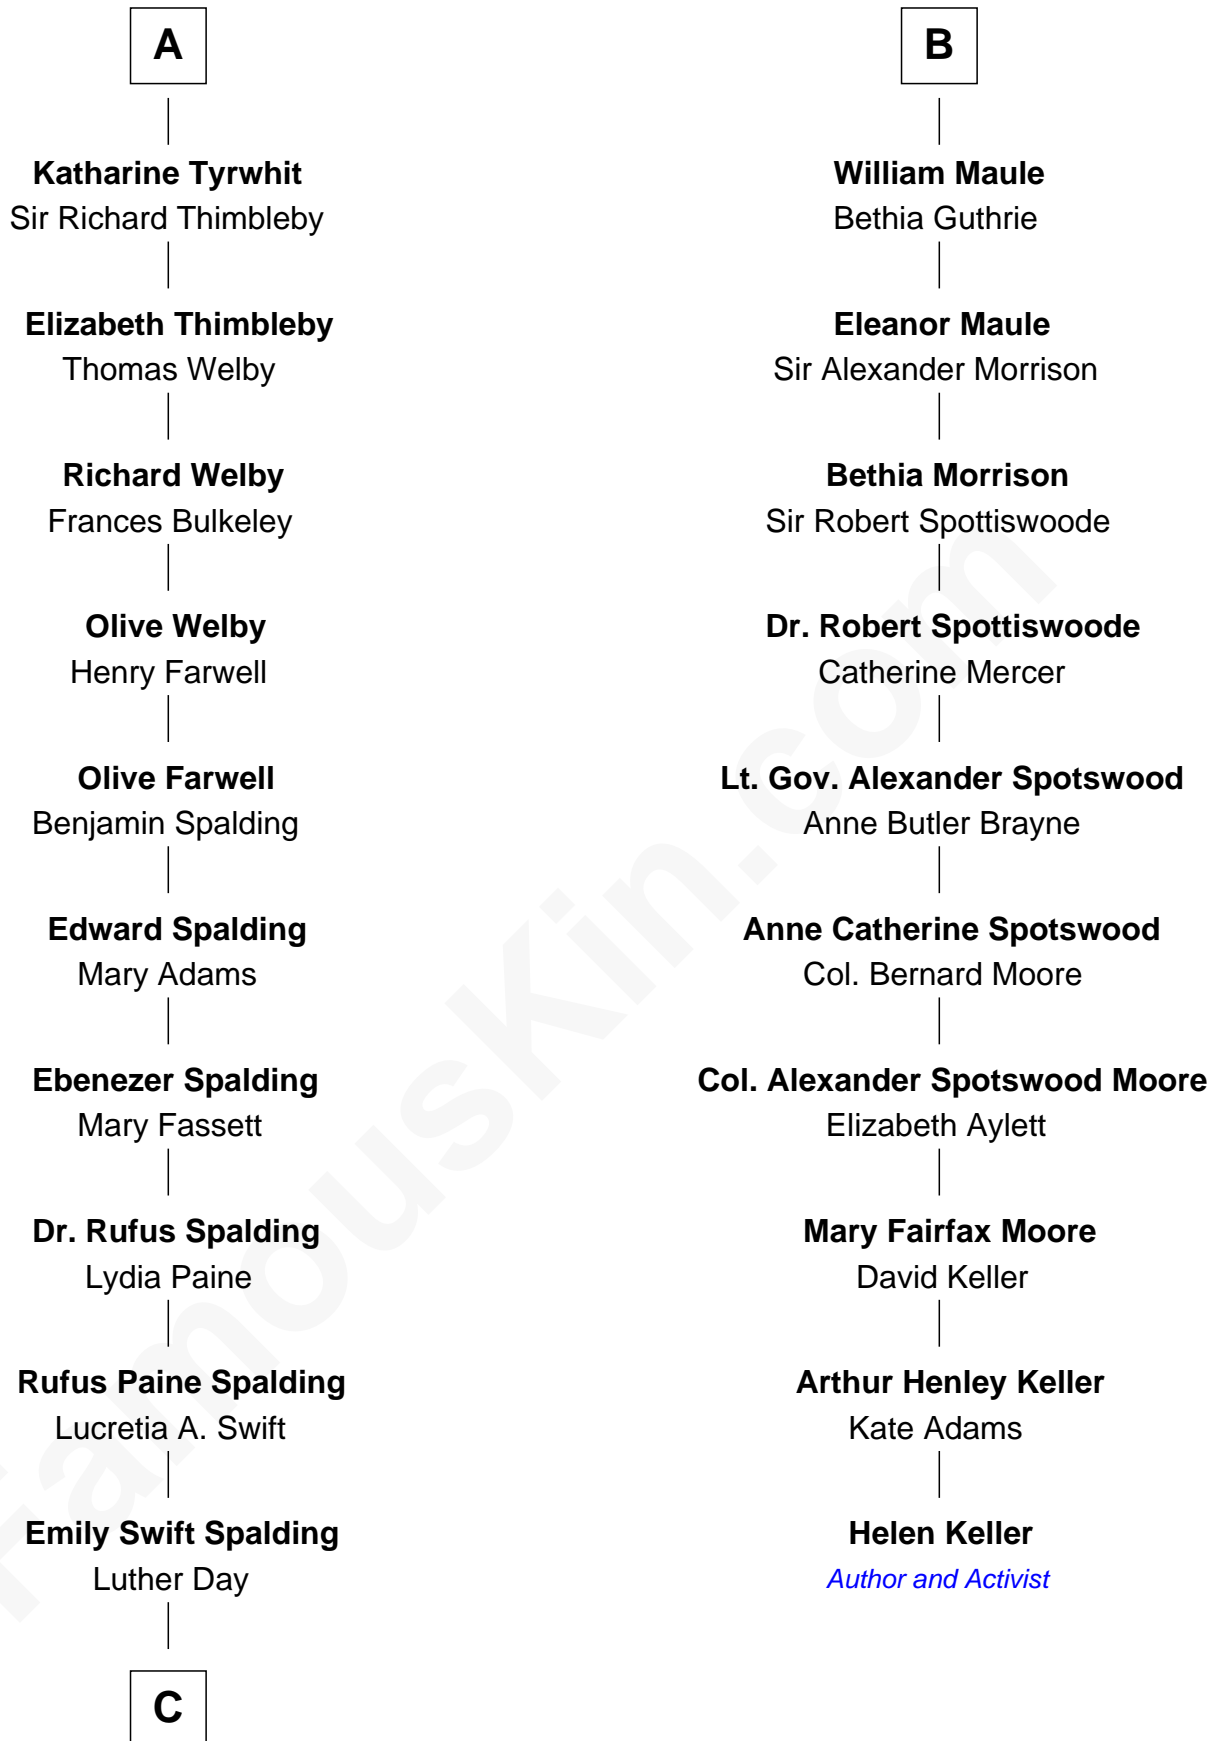 A
Katharine Tyrwhit
Sir Richard Thimbleby
Elizabeth Thimbleby
Thomas Welby
Richard Welby
Frances Bulkeley
Olive Welby
Henry Farwell
Olive Farwell
Benjamin Spalding
Edward Spalding
Mary Adams
Ebenezer Spalding
Mary Fassett
Dr. Rufus Spalding
Lydia Paine
Rufus Paine Spalding
Lucretia A. Swift
Emily Swift Spalding
Luther Day
C
B
William Maule
Bethia Guthrie
Eleanor Maule
Sir Alexander Morrison
Bethia Morrison
Sir Robert Spottiswoode
Dr. Robert Spottiswoode
Catherine Mercer
Lt. Gov. Alexander Spotswood
Anne Butler Brayne
Anne Catherine Spotswood
Col. Bernard Moore
Col. Alexander Spotswood Moore
Elizabeth Aylett
Mary Fairfax Moore
David Keller
Arthur Henley Keller
Kate Adams
Helen Keller
Author and Activist
FamousKin.com